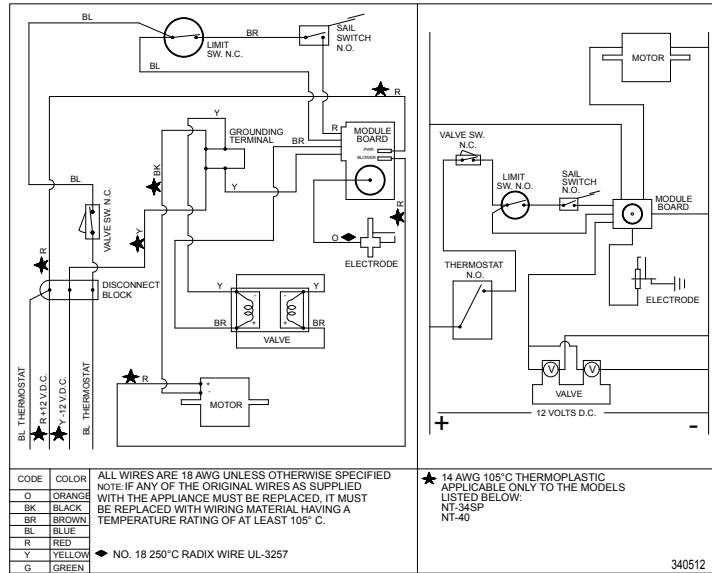 BL
LIMIT
SW. N.C.
BR
SAIL
SWITCH
N.O.
BL
R
Y
GROUNDING
TERMINAL
BR
R
MODULE
BOARD
PWR
BLOWER
BK
Y
R
BL
VALVE SW. N.C.
Y
R
O
ELECTRODE
DISCONNECT
BLOCK
Y
Y
BR
BR
VALVE
R
+
-
MOTOR
BL THERMOSTAT
R +12 V.D.C.
Y -12 V.D.C.
BL THERMOSTAT
MOTOR
VALVE SW.
N.C.
LIMIT
SW. N.O.
SAIL
SWITCH
N.O.
MODULE
BOARD
THERMOSTAT
N.O.
ELECTRODE
V
V
VALVE
12 VOLTS D.C.
+
-
CODE COLOR
O ORANGE
BK BLACK
BR BROWN
BL BLUE
R RED
Y YELLOW
G GREEN
ALL WIRES ARE 18 AWG UNLESS OTHERWISE SPECIFIED
NOTE: IF ANY OF THE ORIGINAL WIRES AS SUPPLIED
WITH THE APPLIANCE MUST BE REPLACED, IT MUST
BE REPLACED WITH WIRING MATERIAL HAVING A
TEMPERATURE RATING OF AT LEAST 105° C.
NO. 18 250°C RADIX WIRE UL-3257
14 AWG 105°C THERMOPLASTIC
APPLICABLE ONLY TO THE MODELS
LISTED BELOW:
NT-34SP
NT-40
340512